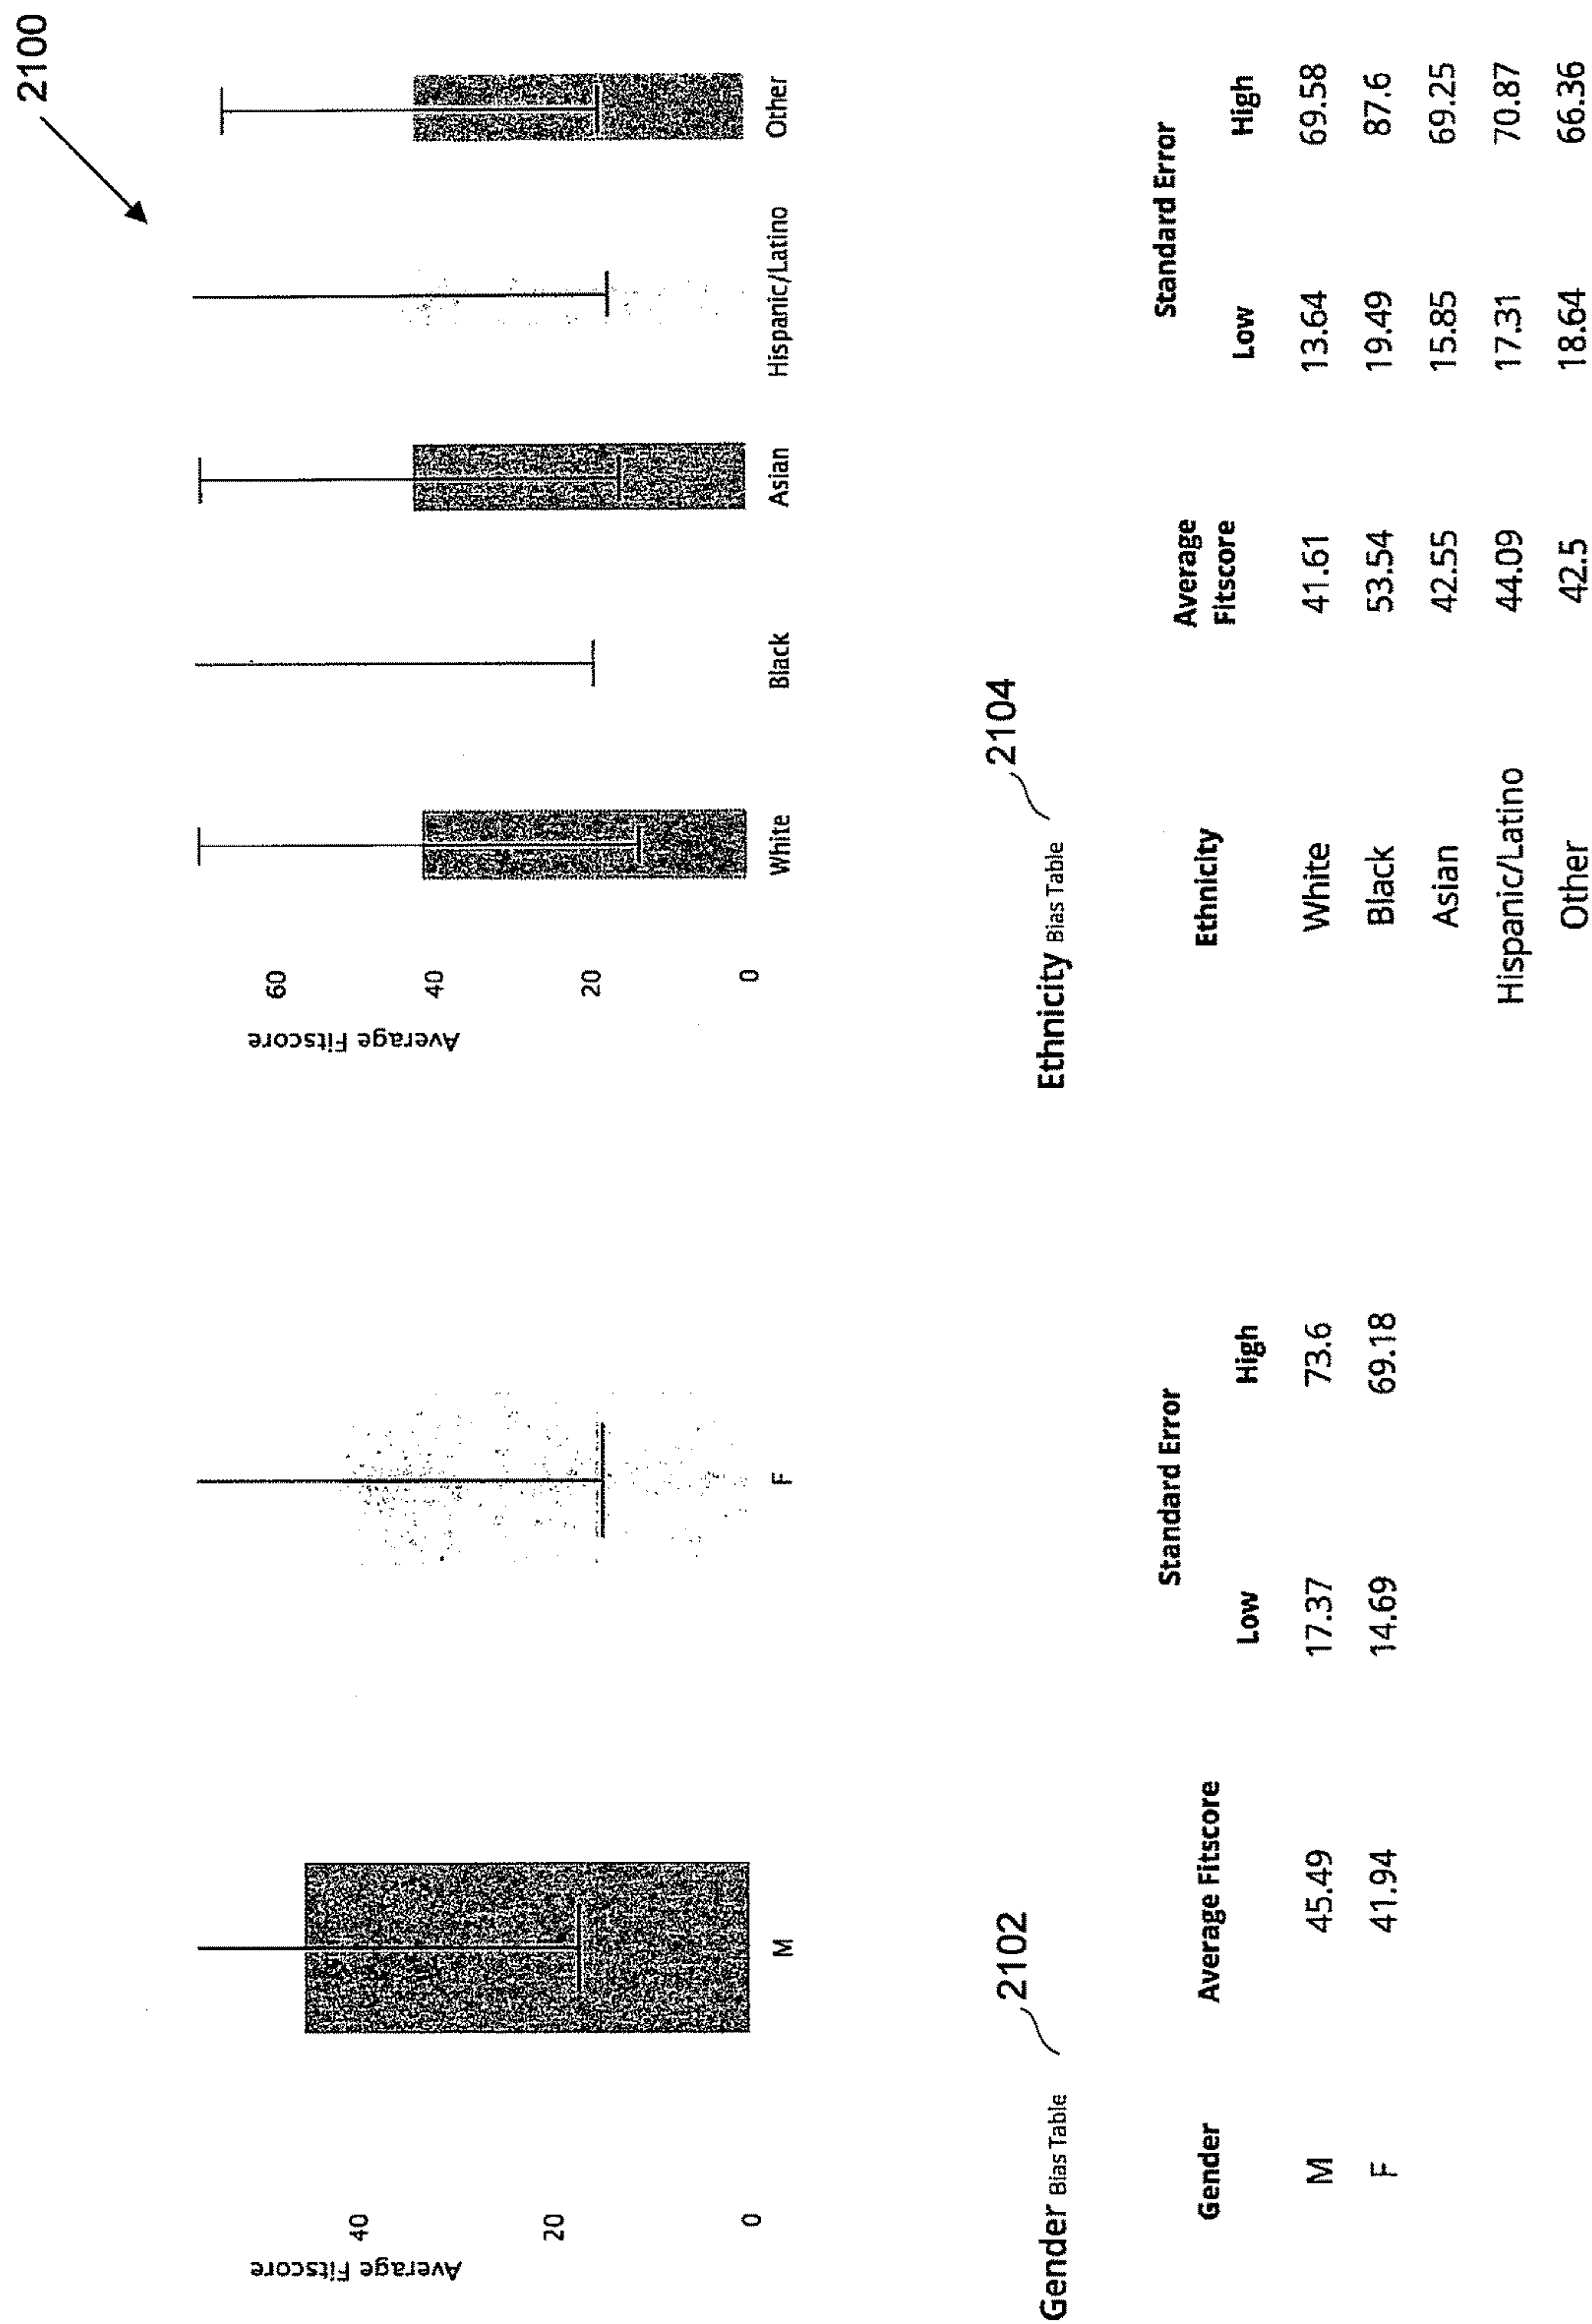 2100
Average Fitscore
40
20
0
M
F
Average Fitscore
60
40
20
0
White
Black
Asian
Hispanic/Latino
Other
Gender Bias Table
2102
Gender Average Fitscore Standard Error
Low High
M 45.49 17.37 73.6
F 41.94 14.69 69.18
Ethnicity Bias Table
2104
Ethnicity Average Fitscore Standard Error
Low High
White 41.61 13.64 69.58
Black 53.54 19.49 87.6
Asian 42.55 15.85 69.25
Hispanic/Latino 44.09 17.31 70.87
Other 42.5 18.64 66.36